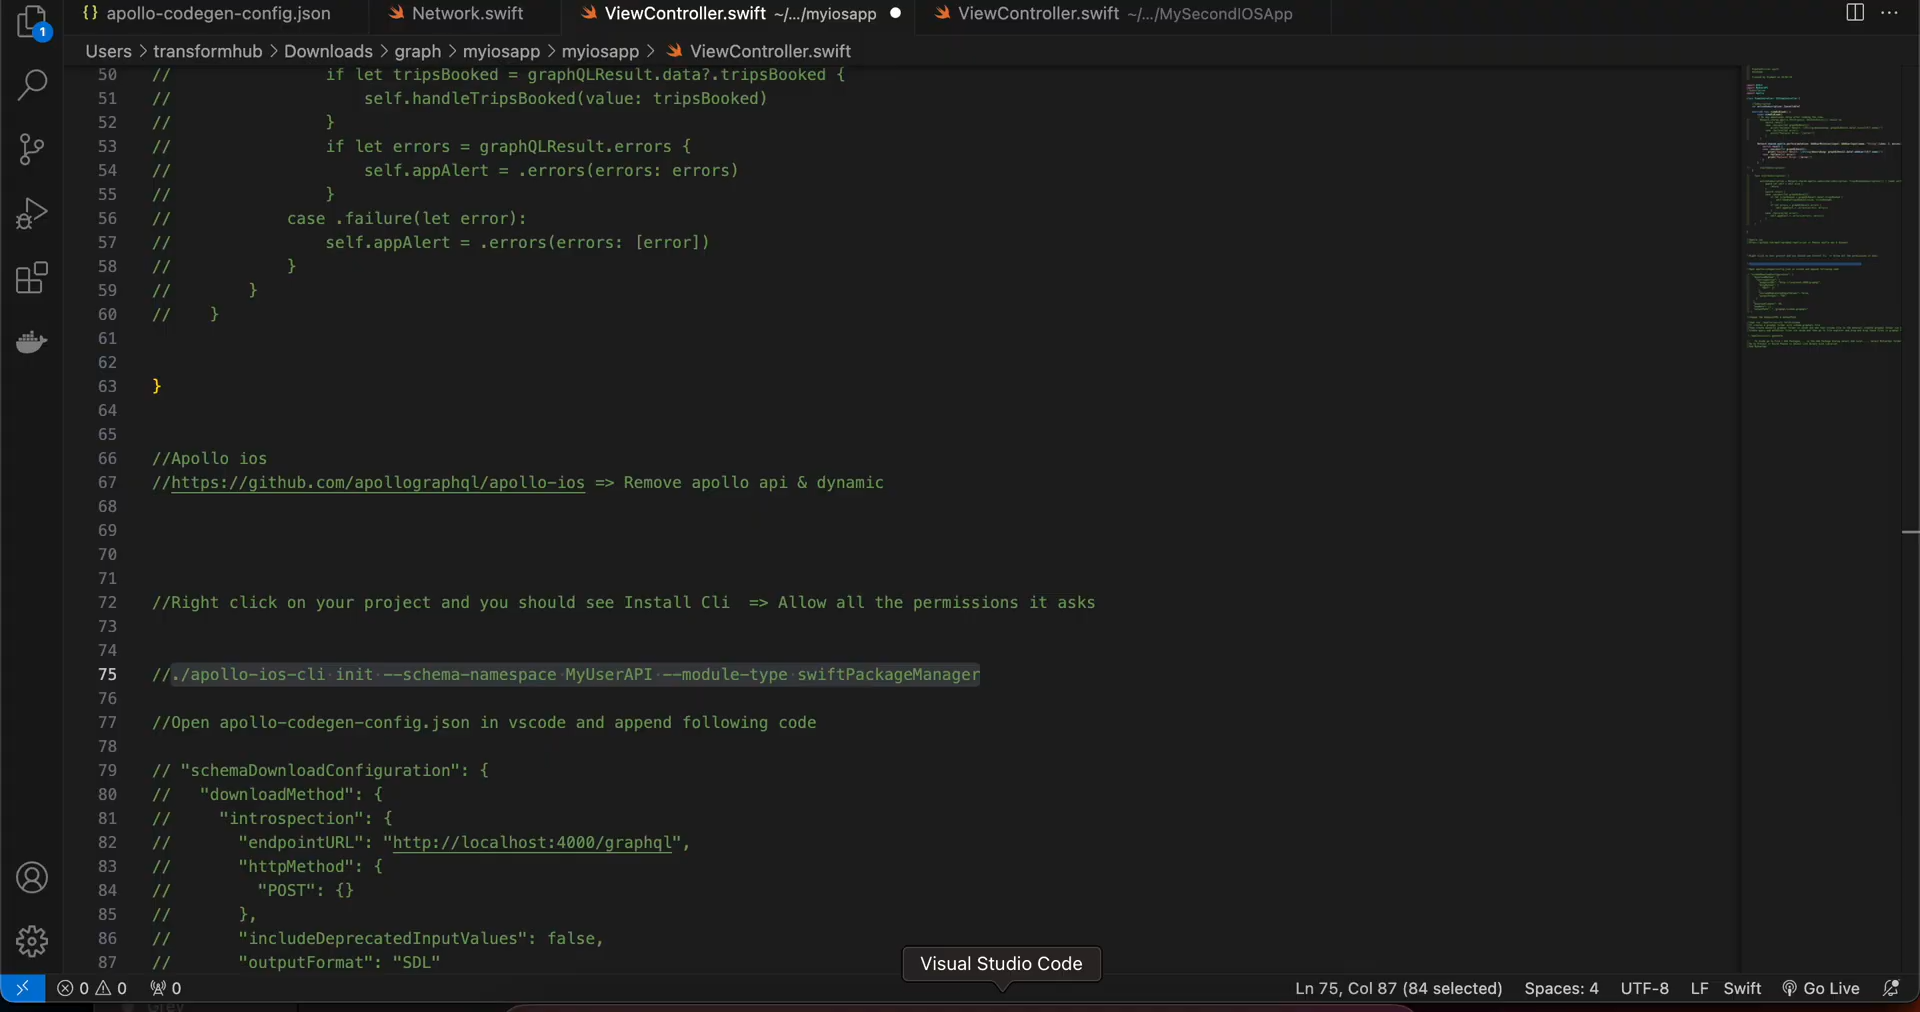 {} apollo-codegen-config.json
Network.swift
ViewController.swift ~/.../myiosapp
ViewController.swift ~/.../MySecondIOSApp
1
Users > transformhub > Downloads > graph > myiosapp > myiosapp > ViewController.swift
50 // if let tripsBooked = graphQLResult.data?.tripsBooked {
51 // self.handleTripsBooked(value: tripsBooked)
52 // }
53 // if let errors = graphQLResult.errors {
54 // self.appAlert = .errors(errors: errors)
55 // }
56 // case .failure(let error):
57 // self.appAlert = .errors(errors: [error])
58 // }
59 // }
60 // }
61
62
63 }
64
65
66 //Apollo ios
67 //https://github.com/apollographql/apollo-ios => Remove apollo api & dynamic
68
69
70
71
72 //Right click on your project and you should see Install Cli  => Allow all the permissions it asks
73
74
75 //./apollo-ios-cli init --schema-namespace MyUserAPI --module-type swiftPackageManager
76
77 //Open apollo-codegen-config.json in vscode and append following code
78
79 // "schemaDownloadConfiguration": {
80 // "downloadMethod": {
81 // "introspection": {
82 // "endpointURL": "http://localhost:4000/graphql",
83 // "httpMethod": {
84 // "POST": {}
85 // },
86 // "includeDeprecatedInputValues": false,
87 // "outputFormat": "SDL"
Visual Studio Code
0 0 0
Ln 75, Col 87 (84 selected) Spaces: 4 UTF-8 LF Swift Go Live